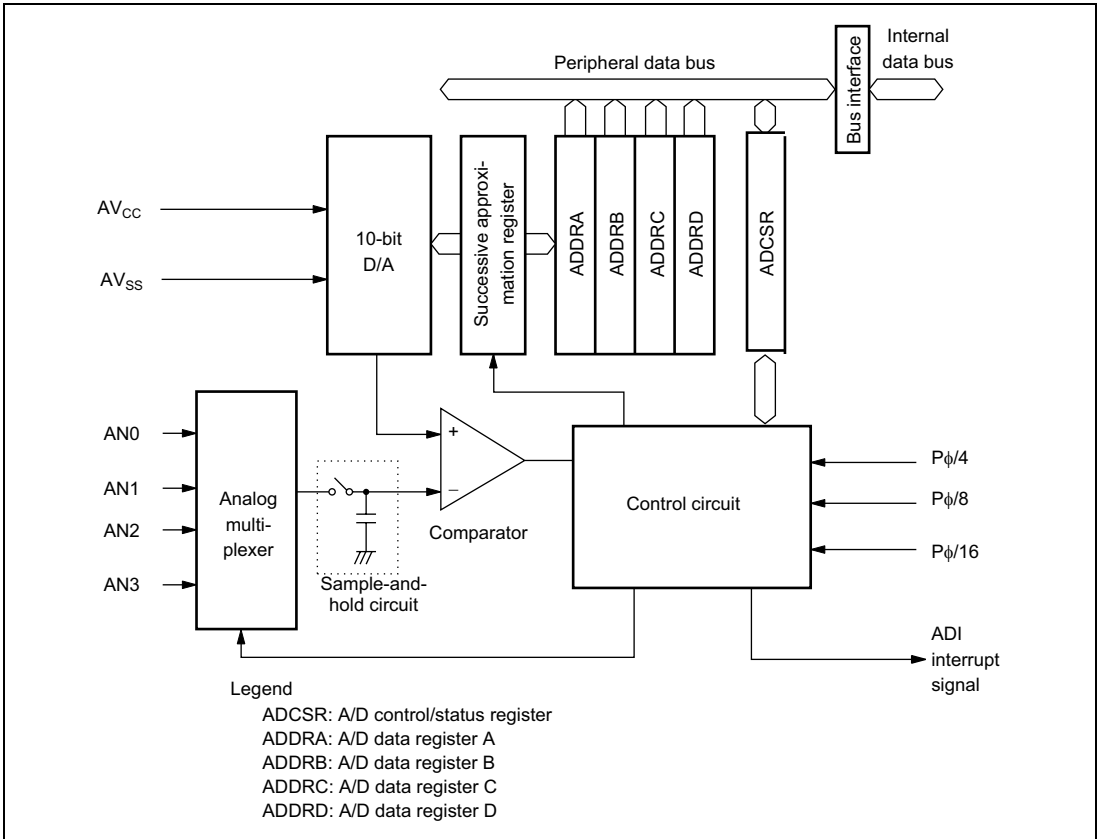 Internal
data bus
Peripheral data bus
Bus interface
AV_CC
AV_SS
10-bit
D/A
Successive approxi-
mation register
ADDRA
ADDRB
ADDRC
ADDRD
ADCSR
AN0
AN1
AN2
AN3
Analog
multi-
plexer
Sample-and-
hold circuit
+
−
Comparator
Control circuit
Pϕ/4
Pϕ/8
Pϕ/16
ADI
interrupt
signal
Legend
ADCSR: A/D control/status register
ADDRA: A/D data register A
ADDRB: A/D data register B
ADDRC: A/D data register C
ADDRD: A/D data register D